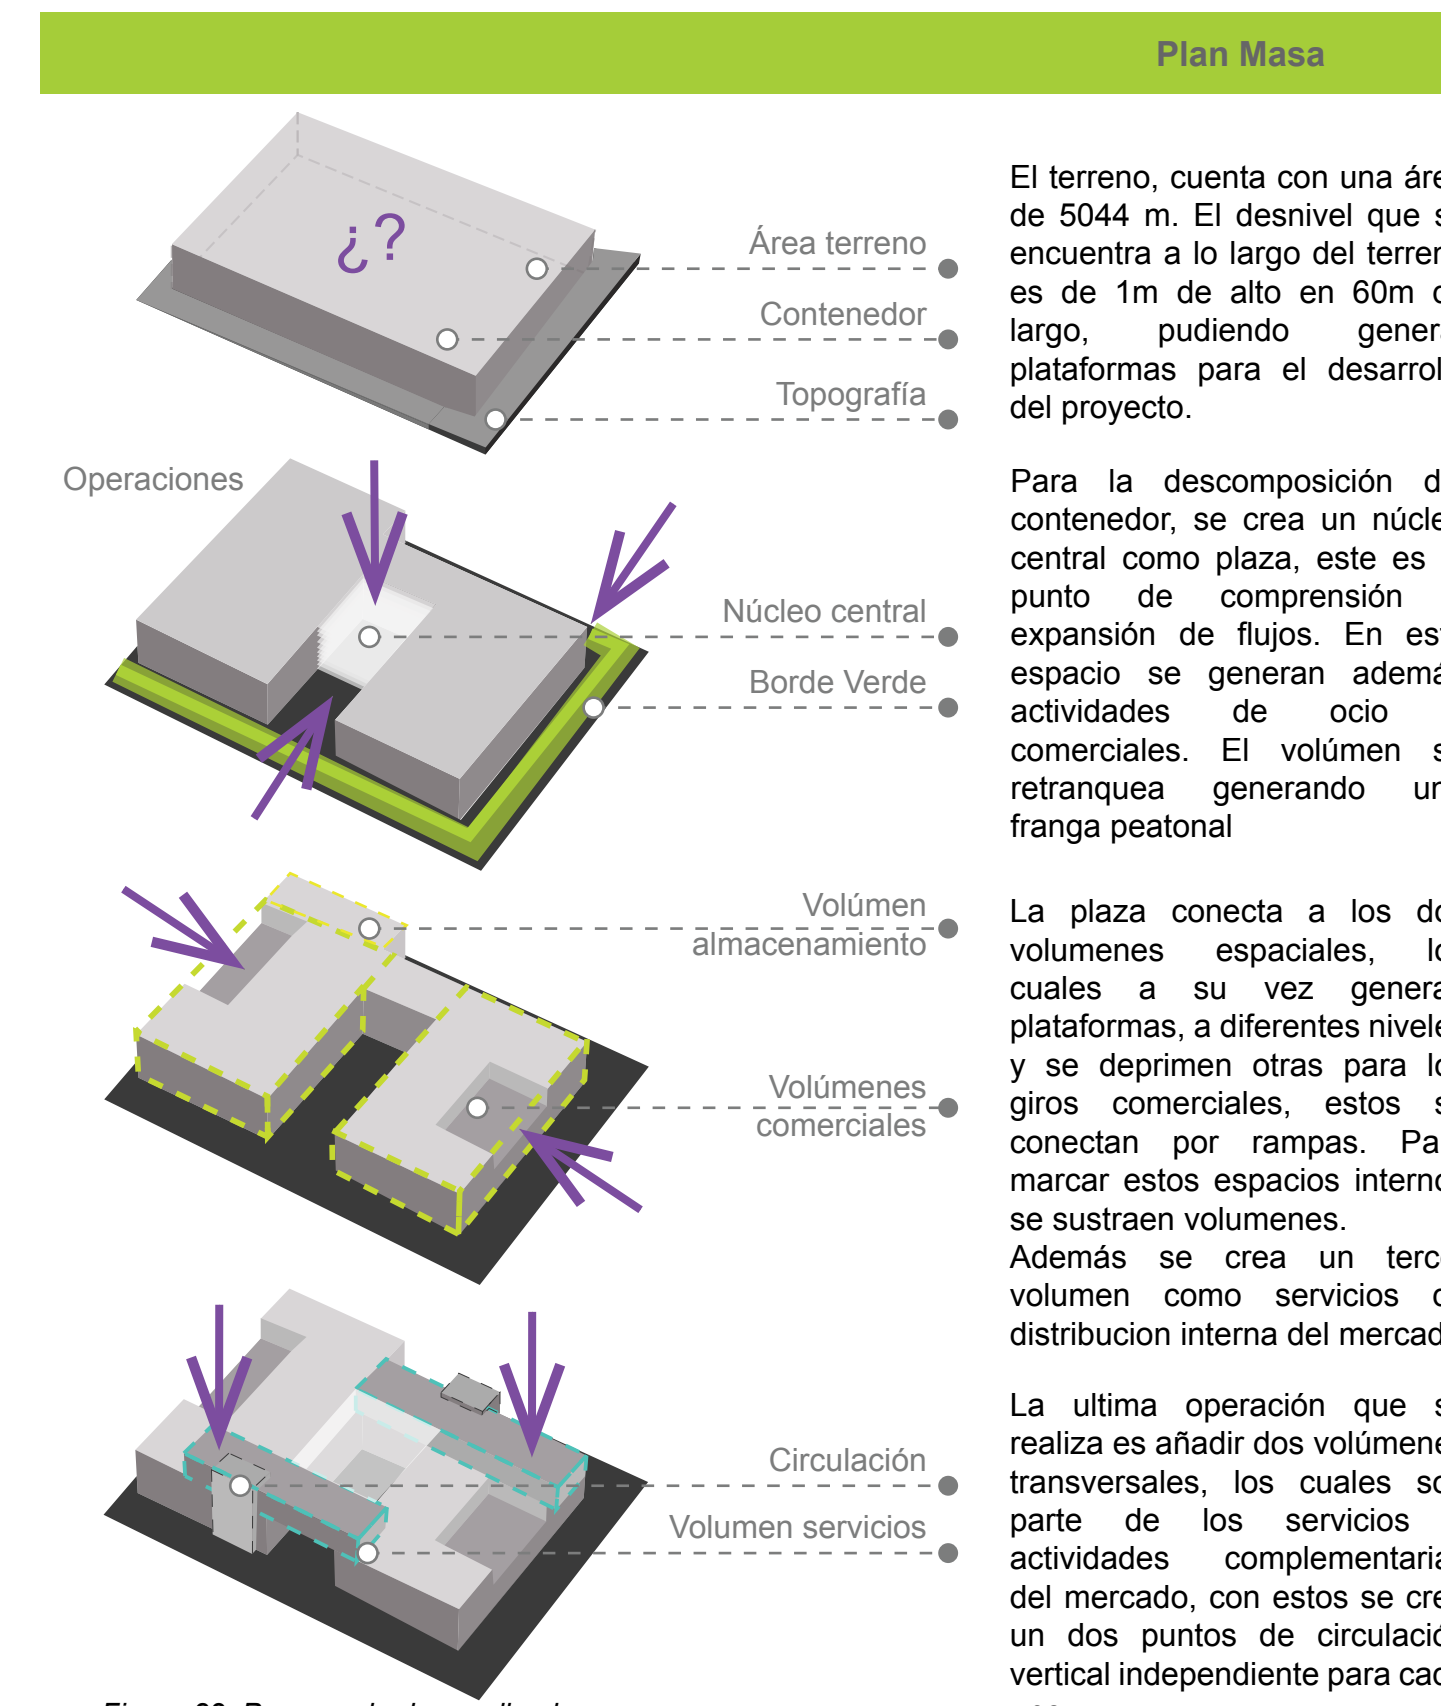 Plan Masa
¿?
Área terreno
Contenedor
Topografía
Operaciones
Núcleo central
Borde Verde
Volúmen
almacenamiento
Volúmenes
comerciales
Circulación
Volumen servicios
El terreno, cuenta con una áre
de 5044 m. El desnivel que s
encuentra a lo largo del terren
es de 1m de alto en 60m d
largo, pudiendo genera
plataformas para el desarrol
del proyecto.
Para la descomposición d
contenedor, se crea un núcle
central como plaza, este es
punto de comprensión
expansión de flujos. En est
espacio se generan ademá
actividades de ocio
comerciales. El volúmen s
retranquea generando un
franga peatonal
La plaza conecta a los do
volumenes espaciales, lo
cuales a su vez genera
plataformas, a diferentes nivele
y se deprimen otras para lo
giros comerciales, estos s
conectan por rampas. Pa
marcar estos espacios interno
se sustraen volumenes.
Además se crea un terce
volumen como servicios d
distribucion interna del mercad
La ultima operación que s
realiza es añadir dos volúmene
transversales, los cuales so
parte de los servicios
actividades complementaria
del mercado, con estos se cre
un dos puntos de circulació
vertical independiente para cad